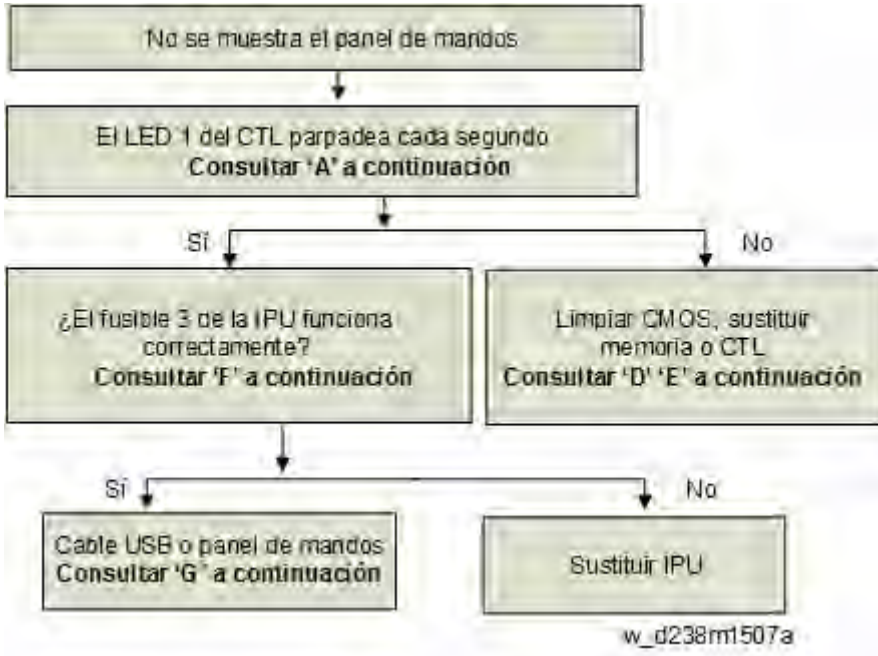 No se muestra el panel de mandos
El LED 1 del CTL parpadea cada segundo
Consultar ‘A’ a continuación
Sí
No
¿El fusible 3 de la IPU funciona
correctamente?
Consultar ‘F’ a continuación
Limpiar CMOS, sustituir
memoria o CTL
Consultar ‘D’ ‘E’ a continuación
Sí
No
Cable USB o panel de mandos
Consultar ‘G’ a continuación
Sustituir IPU
w_d238m1507a